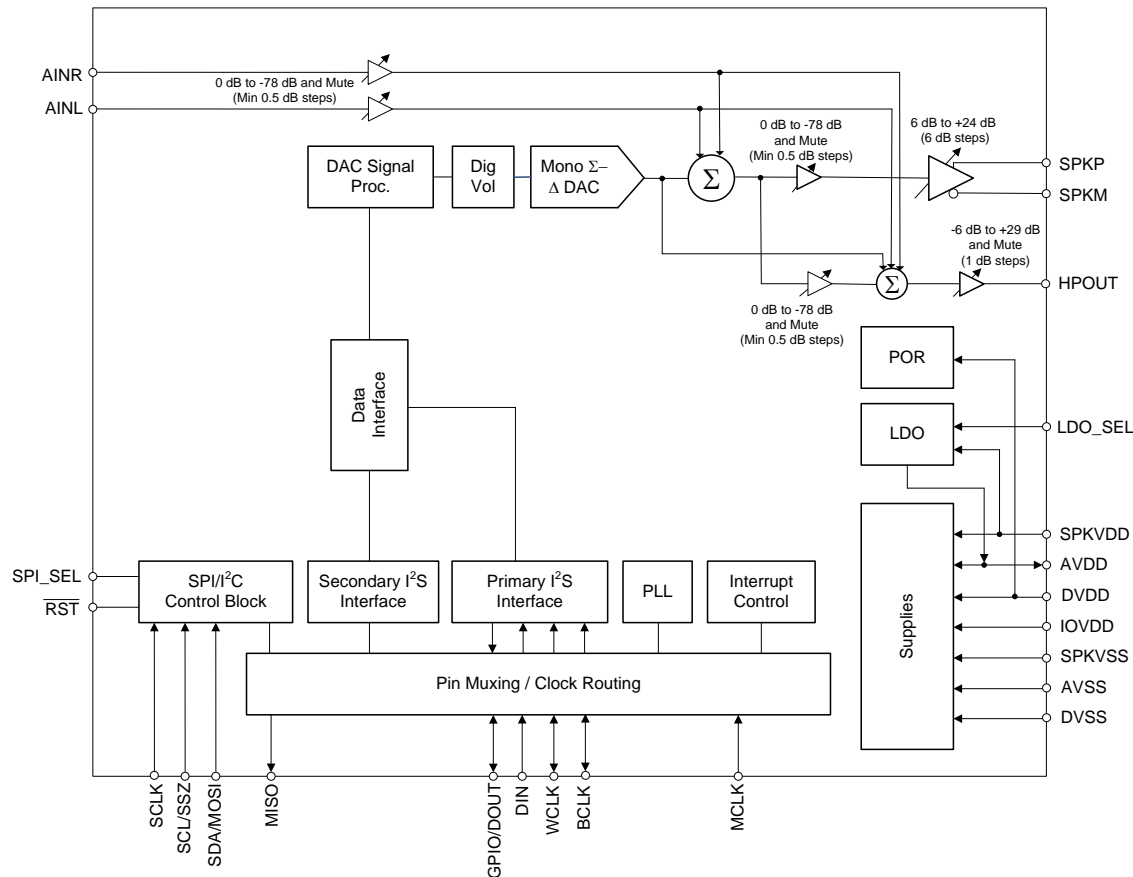 AINR
0 dB to -78 dB and Mute
(Min 0.5 dB steps)
AINL
0 dB to -78 dB
and Mute
(Min 0.5 dB steps)
6 dB to +24 dB
(6 dB steps)
DAC Signal
Proc.
Dig
Vol
Mono Σ–
Δ DAC
Σ
SPKP
SPKM
-6 dB to +29 dB
and Mute
(1 dB steps)
Σ
HPOUT
0 dB to -78 dB
and Mute
(Min 0.5 dB steps)
POR
Data
Interface
LDO
LDO_SEL
Supplies
SPKVDD
AVDD
DVDD
IOVDD
SPKVSS
AVSS
DVSS
SPI_SEL
RST
SPI/I²C
Control Block
Secondary I²S
Interface
Primary I²S
Interface
PLL
Interrupt
Control
Pin Muxing / Clock Routing
SCLK
SCL/SSZ
SDA/MOSI
MISO
GPIO/DOUT
DIN
WCLK
BCLK
MCLK